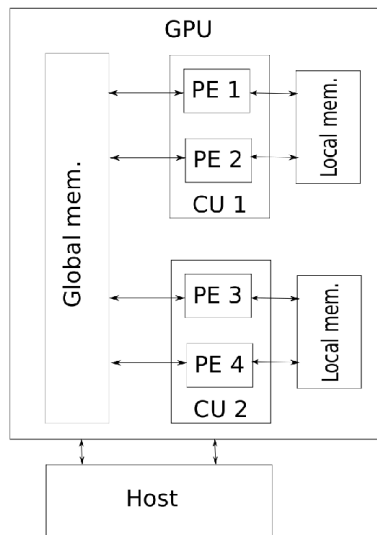 GPU
Global mem.
PE 1
PE 2
CU 1
Local mem.
PE 3
PE 4
CU 2
Local mem.
Host